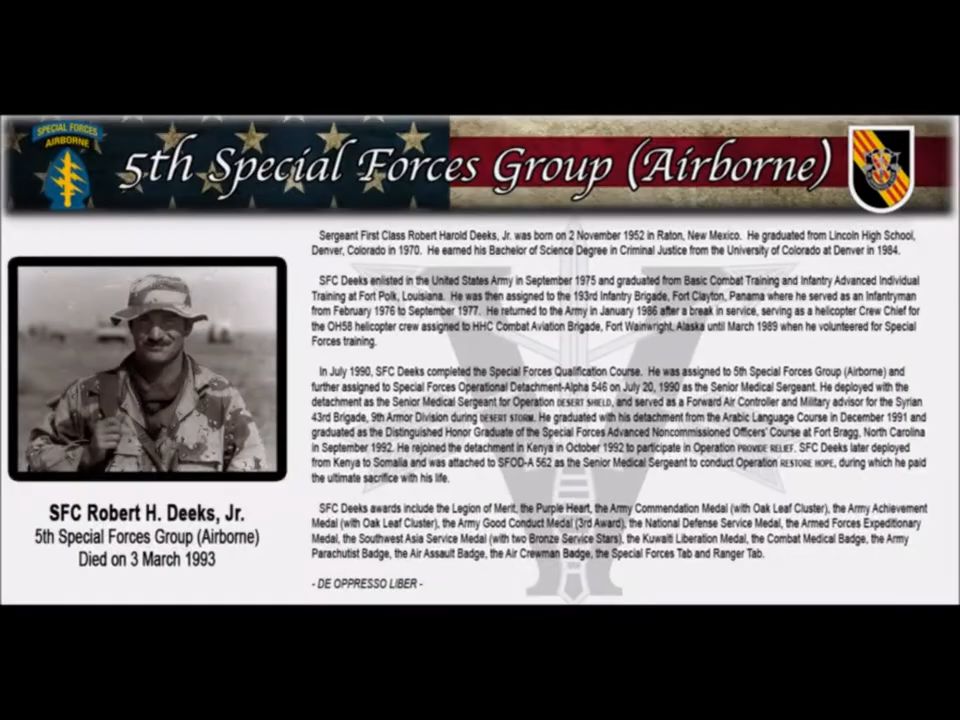 SPECIAL FORCES
AIRBORNE
5th Special Forces Group (Airborne)
Sergeant First Class Robert Harold Deeks, Jr. was born on 2 November 1952 in Raton, New Mexico. He graduated from Lincoln High School,
Denver, Colorado in 1970. He earned his Bachelor of Science Degree in Criminal Justice from the University of Colorado at Denver in 1984.
SFC Deeks enlisted in the United States Army in September 1975 and graduated from Basic Combat Training and Infantry Advanced Individual
Training at Fort Polk, Louisiana. He was then assigned to the 193rd Infantry Brigade, Fort Clayton, Panama where he served as an Infantryman
from February 1976 to September 1977. He returned to the Army in January 1986 after a break in service, serving as a helicopter Crew Chief for
the OH58 helicopter crew assigned to HHC Combat Aviation Brigade, Fort Wainwright, Alaska until March 1989 when he volunteered for Special
Forces training.
In July 1990, SFC Deeks completed the Special Forces Qualification Course. He was assigned to 5th Special Forces Group (Airborne) and
further assigned to Special Forces Operational Detachment-Alpha 546 on July 20, 1990 as the Senior Medical Sergeant. He deployed with the
detachment as the Senior Medical Sergeant for Operation DESERT SHIELD, and served as a Forward Air Controller and Military advisor for the Syrian
43rd Brigade, 9th Armor Division during DESERT STORM. He graduated with his detachment from the Arabic Language Course in December 1991 and
graduated as the Distinguished Honor Graduate of the Special Forces Advanced Noncommissioned Officers' Course at Fort Bragg, North Carolina
in September 1992. He rejoined the detachment in Kenya in October 1992 to participate in Operation PROVIDE RELIEF. SFC Deeks later deployed
from Kenya to Somalia and was attached to SFOD-A 562 as the Senior Medical Sergeant to conduct Operation RESTORE HOPE, during which he paid
the ultimate sacrifice with his life.
SFC Deeks awards include the Legion of Merit, the Purple Heart, the Army Commendation Medal (with Oak Leaf Cluster), the Army Achievement
Medal (with Oak Leaf Cluster), the Army Good Conduct Medal (3rd Award), the National Defense Service Medal, the Armed Forces Expeditionary
Medal, the Southwest Asia Service Medal (with two Bronze Service Stars), the Kuwaiti Liberation Medal, the Combat Medical Badge, the Army
Parachutist Badge, the Air Assault Badge, the Air Crewman Badge, the Special Forces Tab and Ranger Tab.
- DE OPPRESSO LIBER -
SFC Robert H. Deeks, Jr.
5th Special Forces Group (Airborne)
Died on 3 March 1993